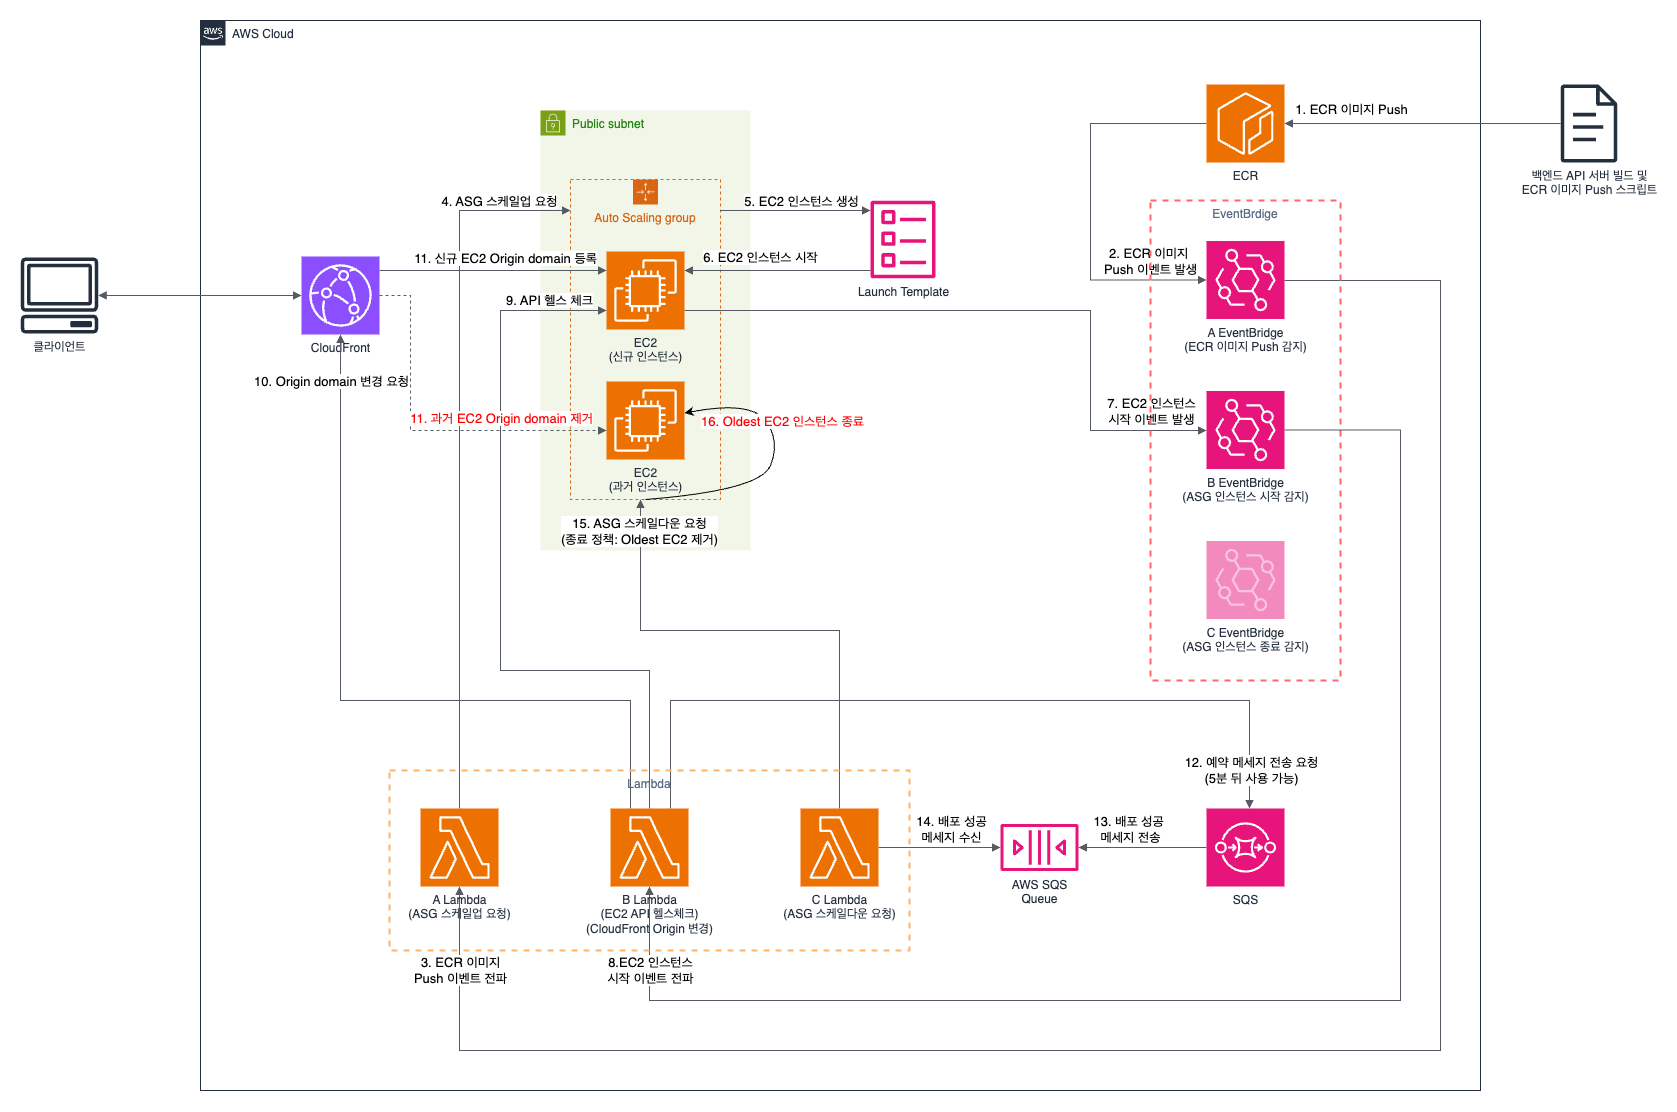 aws
AWS Cloud
ECR
1. ECR 이미지 Push
백엔드 API 서버 빌드 및
ECR 이미지 Push 스크립트
Public subnet
4. ASG 스케일업 요청
Auto Scaling group
5. EC2 인스턴스 생성
EventBrdige
11. 신규 EC2 Origin domain 등록
6. EC2 인스턴스 시작
2. ECR 이미지
Push 이벤트 발생
Launch Template
9. API 헬스 체크
클라이언트
CloudFront
EC2
(신규 인스턴스)
A EventBridge
(ECR 이미지 Push 감지)
10. Origin domain 변경 요청
11. 과거 EC2 Origin domain 제거
16. Oldest EC2 인스턴스 종료
7. EC2 인스턴스
시작 이벤트 발생
EC2
(과거 인스턴스)
B EventBridge
(ASG 인스턴스 시작 감지)
15. ASG 스케일다운 요청
(종료 정책: Oldest EC2 제거)
C EventBridge
(ASG 인스턴스 종료 감지)
12. 예약 메세지 전송 요청
(5분 뒤 사용 가능)
Lambda
14. 배포 성공
메세지 수신
13. 배포 성공
메세지 전송
AWS SQS
Queue
SQS
A Lambda
(ASG 스케일업 요청)
B Lambda
(EC2 API 헬스체크)
(CloudFront Origin 변경)
C Lambda
(ASG 스케일다운 요청)
3. ECR 이미지
Push 이벤트 전파
8.EC2 인스턴스
시작 이벤트 전파